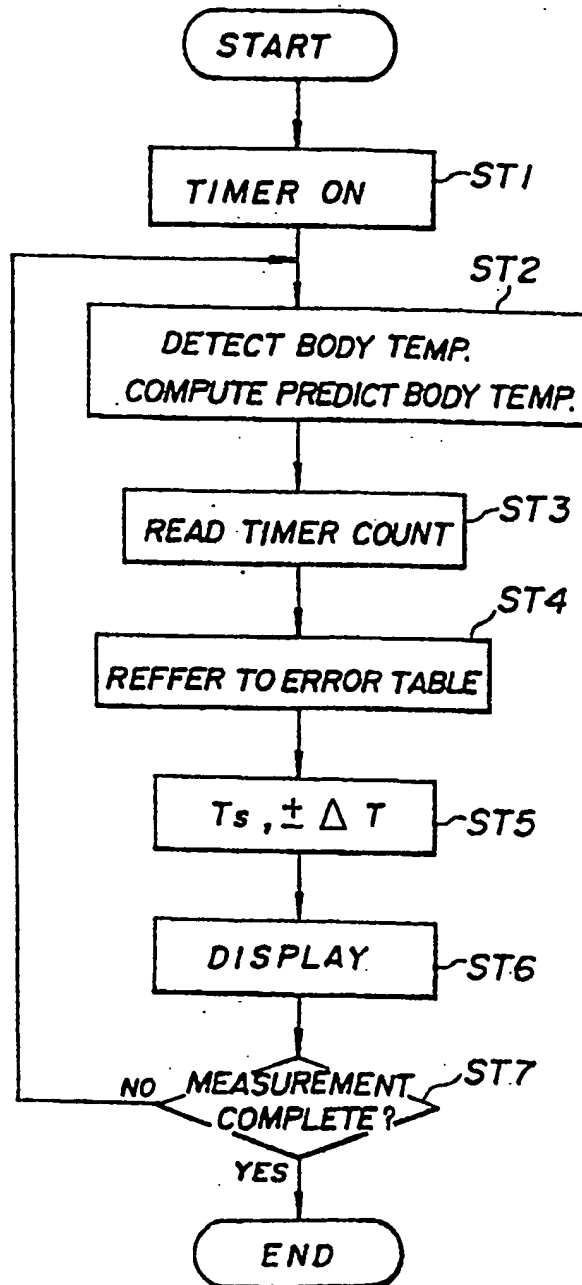 START
TIMER ON
ST1
ST2
DETECT BODY TEMP.
COMPUTE PREDICT BODY TEMP.
READ TIMER COUNT
ST3
ST4
REFFER TO ERROR TABLE
Ts, ± Δ T
ST5
DISPLAY
ST6
ST7
NO
MEASUREMENT
COMPLETE?
YES
END